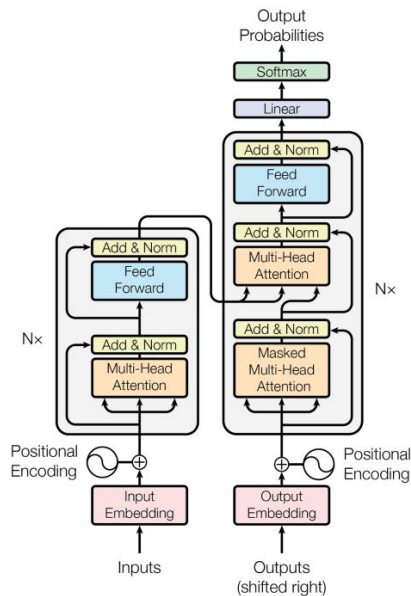 Output
Probabilities
Softmax
Linear
Add & Norm
Feed
Forward
Add & Norm
Multi-Head
Attention
Add & Norm
Masked
Multi-Head
Attention
N×
Add & Norm
Feed
Forward
Add & Norm
Multi-Head
Attention
N×
Positional
Encoding
Positional
Encoding
Input
Embedding
Output
Embedding
Inputs
Outputs
(shifted right)